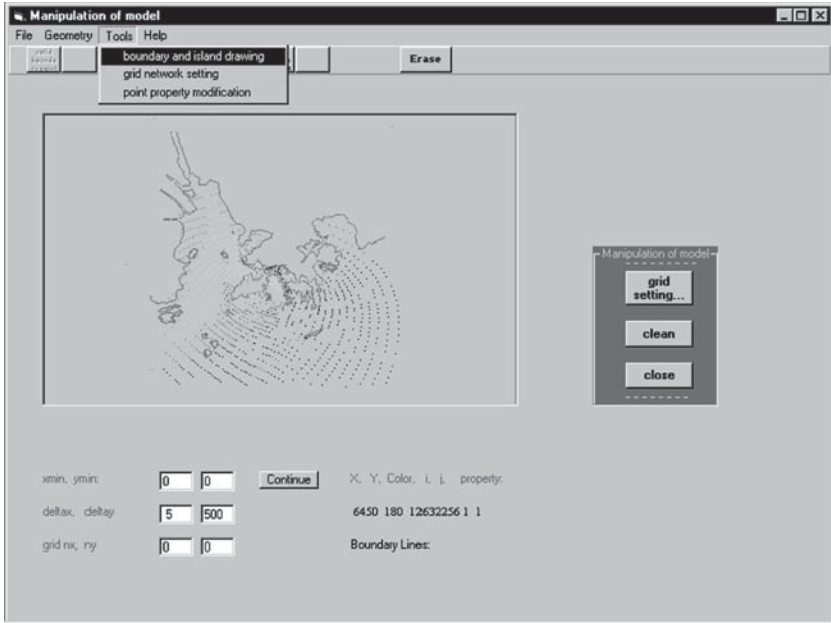 Manipulation of model
File Geometry Tools Help
boundary and island drawing
grid network setting
point property modification
Erase
Manipulation of model
grid
setting...
clean
close
xmin, ymin: 0 0 Continue X, Y, Color, i, j, property:
deltax, deltay 5 500 6450 180 12632256 1 1
grid nx, ny 0 0 Boundary Lines: